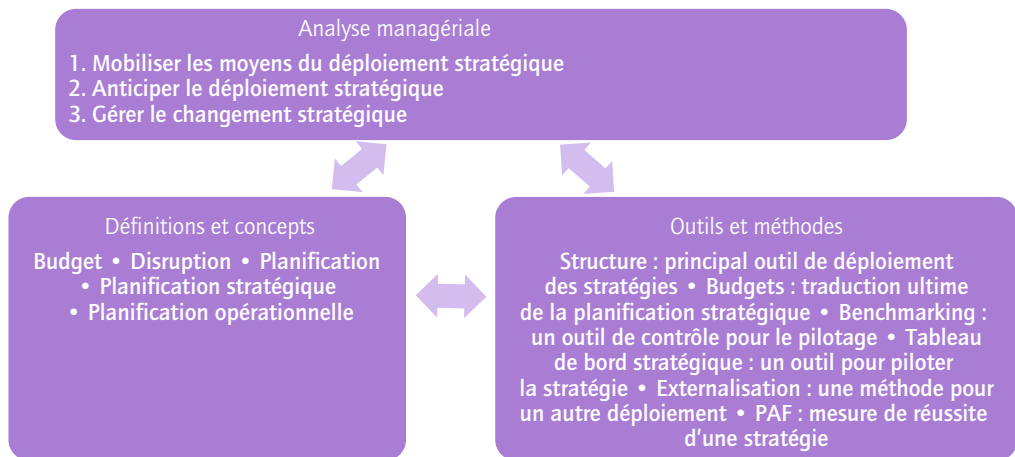 Analyse managériale
1. Mobiliser les moyens du déploiement stratégique
2. Anticiper le déploiement stratégique
3. Gérer le changement stratégique
Définitions et concepts
Budget • Disruption • Planification
• Planification stratégique
• Planification opérationnelle
Outils et méthodes
Structure : principal outil de déploiement
des stratégies • Budgets : traduction ultime
de la planification stratégique • Benchmarking :
un outil de contrôle pour le pilotage • Tableau
de bord stratégique : un outil pour piloter
la stratégie • Externalisation : une méthode pour
un autre déploiement • PAF : mesure de réussite
d’une stratégie